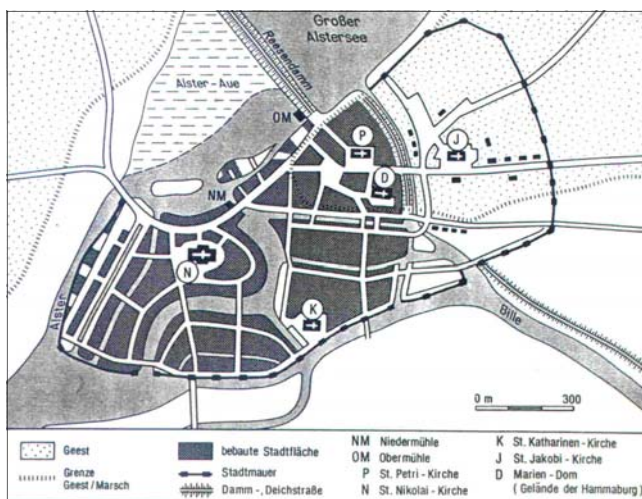 Großer
Alstersee
Reesendamm
Alster-Aue
OM
P
J
D
NM
N
K
Alster
Bille
0 m 300
Geest
Grenze
Geest/Marsch
bebaute Stadtfläche
Stadtmauer
Damm-, Deichstraße
NM Niedermühle
OM Obermühle
P St. Petri-Kirche
N St. Nikolai-Kirche
K St. Katharinen-Kirche
J St. Jakobi-Kirche
D Marien-Dom
(Gelände der Hammaburg